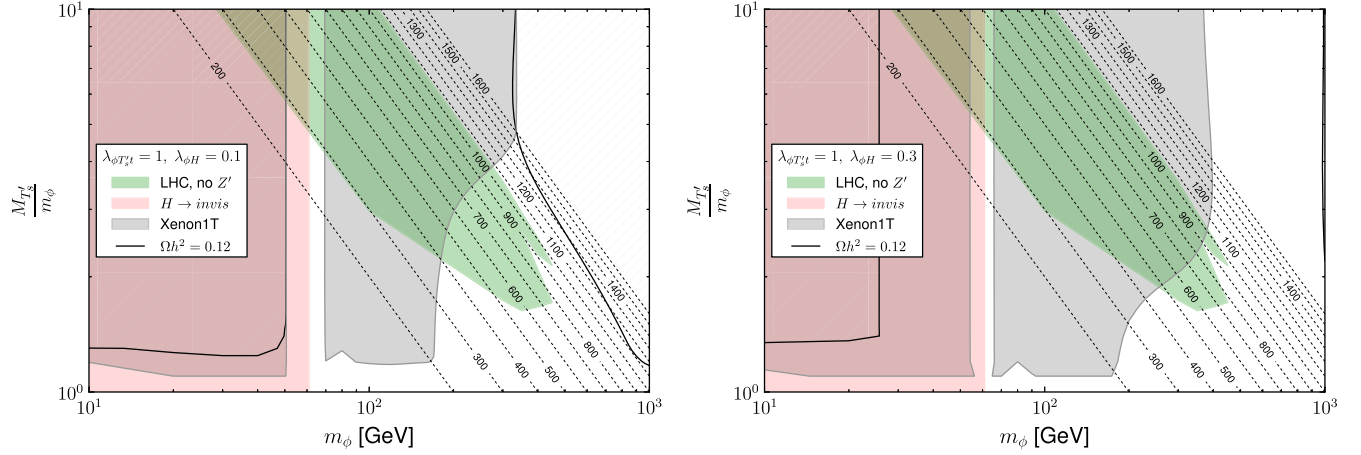 10¹
10⁰
M_{T'_s}
m_ϕ
λ_{ϕT'_s t} = 1, λ_{ϕH} = 0.1
LHC, no Z′
H → invis
Xenon1T
Ωh² = 0.12
200
1300
1500
1600
1000
1200
700
900
1100
600
1400
300
400
500
800
10¹
10²
10³
m_ϕ [GeV]
10¹
10⁰
M_{T'_s}
m_ϕ
λ_{ϕT'_s t} = 1, λ_{ϕH} = 0.3
LHC, no Z′
H → invis
Xenon1T
Ωh² = 0.12
200
1300
1500
1600
1000
1200
700
900
1100
600
1400
300
400
500
800
10¹
10²
10³
m_ϕ [GeV]